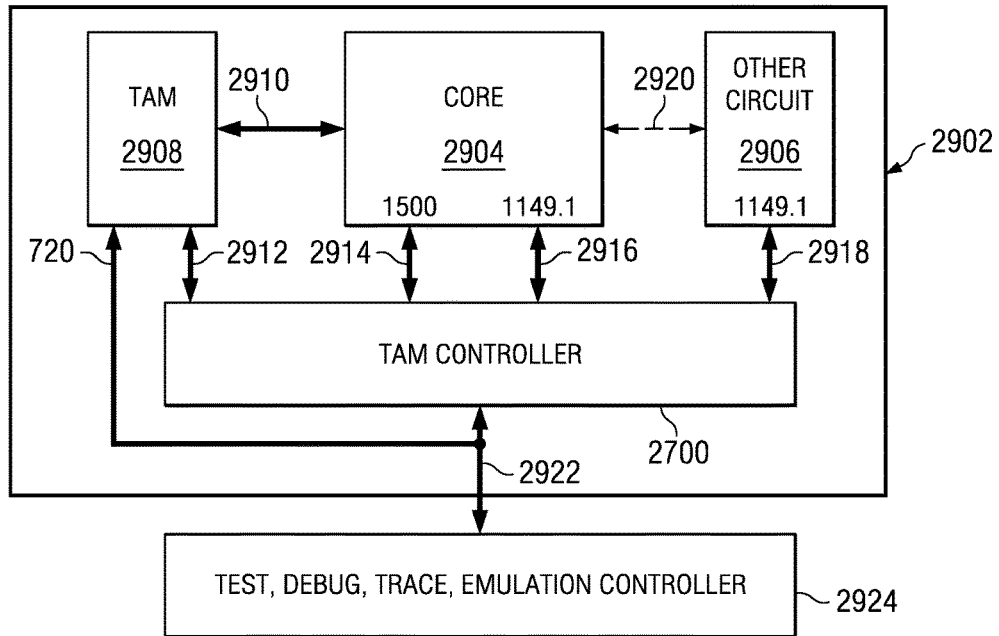 TAM
2908
2910
CORE
2904
1500 1149.1
2920
OTHER
CIRCUIT
2906
1149.1
2902
720
2912
2914
2916
2918
TAM CONTROLLER
2700
2922
TEST, DEBUG, TRACE, EMULATION CONTROLLER
2924